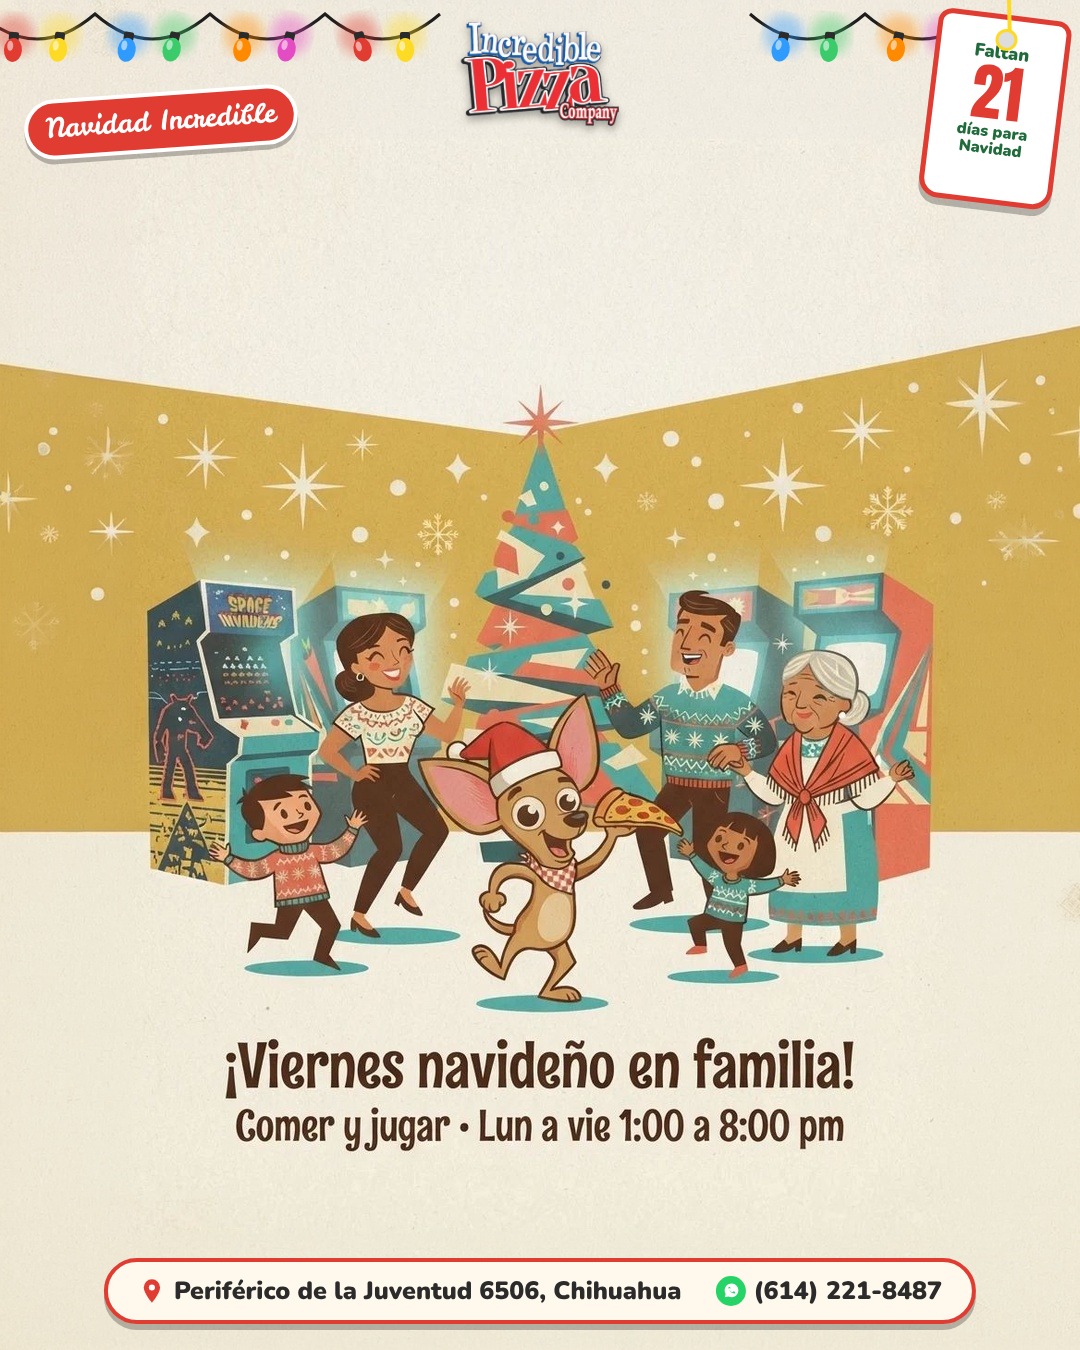 Incredible
Pizza
Company
Navidad Incredible
Faltan
21
días para
Navidad
SPACE
INVADERS
¡Viernes navideño en familia!
Comer y jugar • Lun a vie 1:00 a 8:00 pm
Periférico de la Juventud 6506, Chihuahua
(614) 221-8487